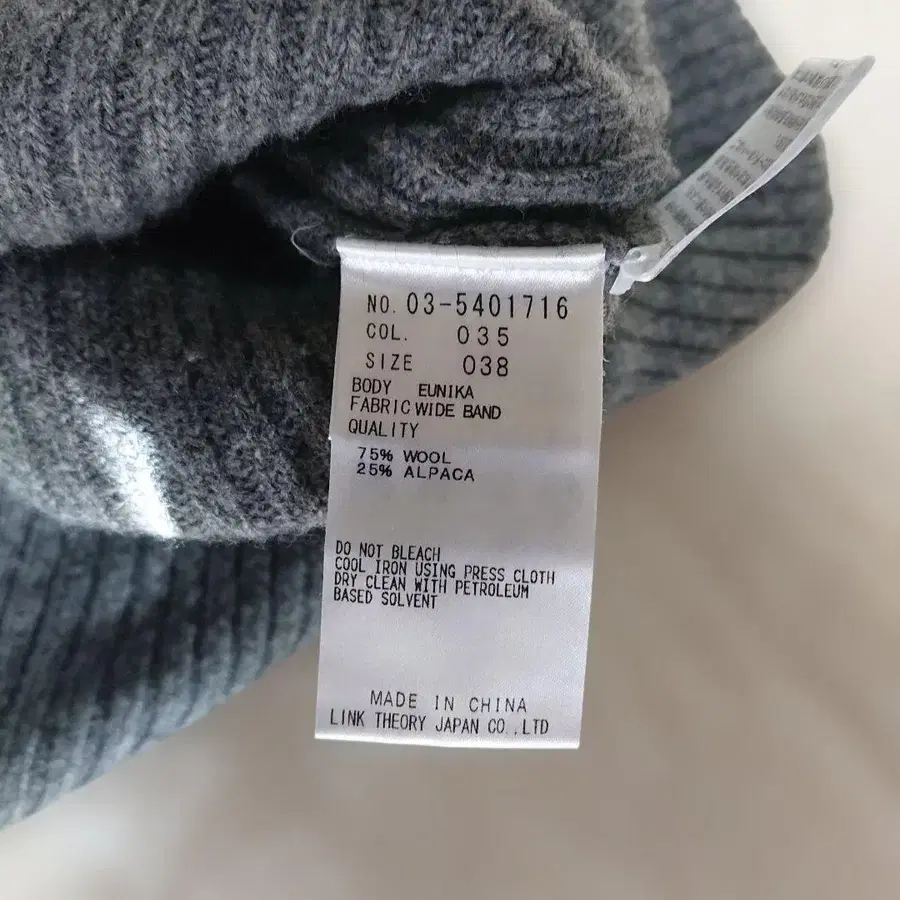 NO. 03-5401716
COL. 035
SIZE 038
BODY EUNIKA
FABRIC WIDE BAND
QUALITY
75% WOOL
25% ALPACA
DO NOT BLEACH
COOL IRON USING PRESS CLOTH
DRY CLEAN WITH PETROLEUM
BASED SOLVENT
MADE IN CHINA
LINK THEORY JAPAN CO.,LTD